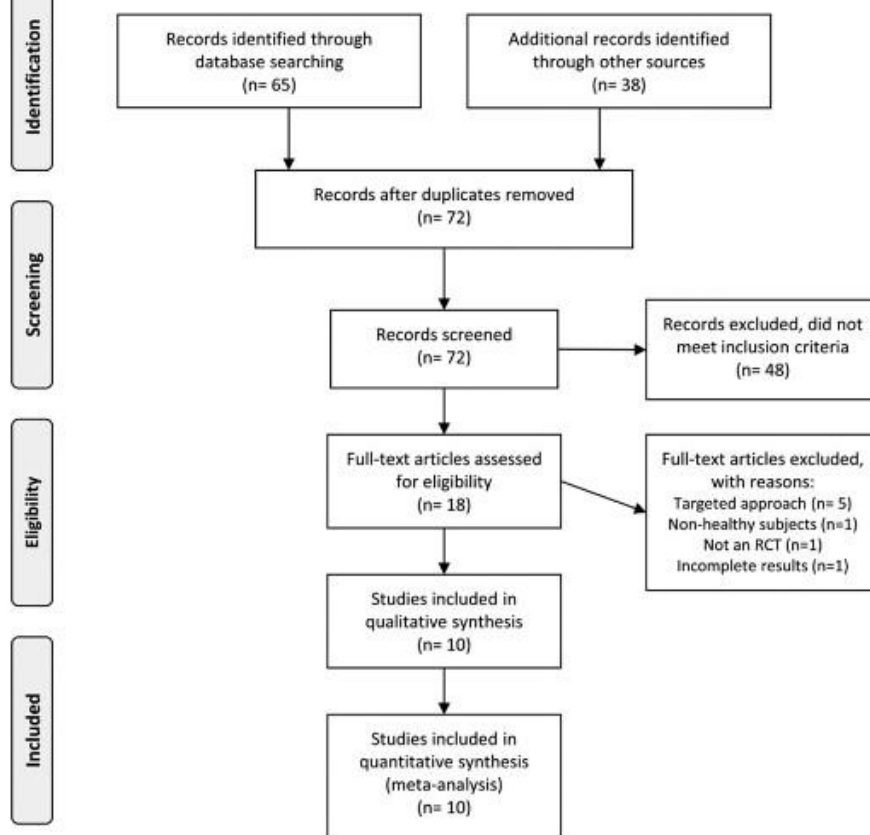 Identification
Records identified through
database searching
(n= 65)
Additional records identified
through other sources
(n= 38)
Records after duplicates removed
(n= 72)
Screening
Records screened
(n= 72)
Records excluded, did not
meet inclusion criteria
(n= 48)
Eligibility
Full-text articles assessed
for eligibility
(n= 18)
Full-text articles excluded,
with reasons:
Targeted approach (n= 5)
Non-healthy subjects (n=1)
Not an RCT (n=1)
Incomplete results (n=1)
Studies included in
qualitative synthesis
(n= 10)
Included
Studies included in
quantitative synthesis
(meta-analysis)
(n= 10)